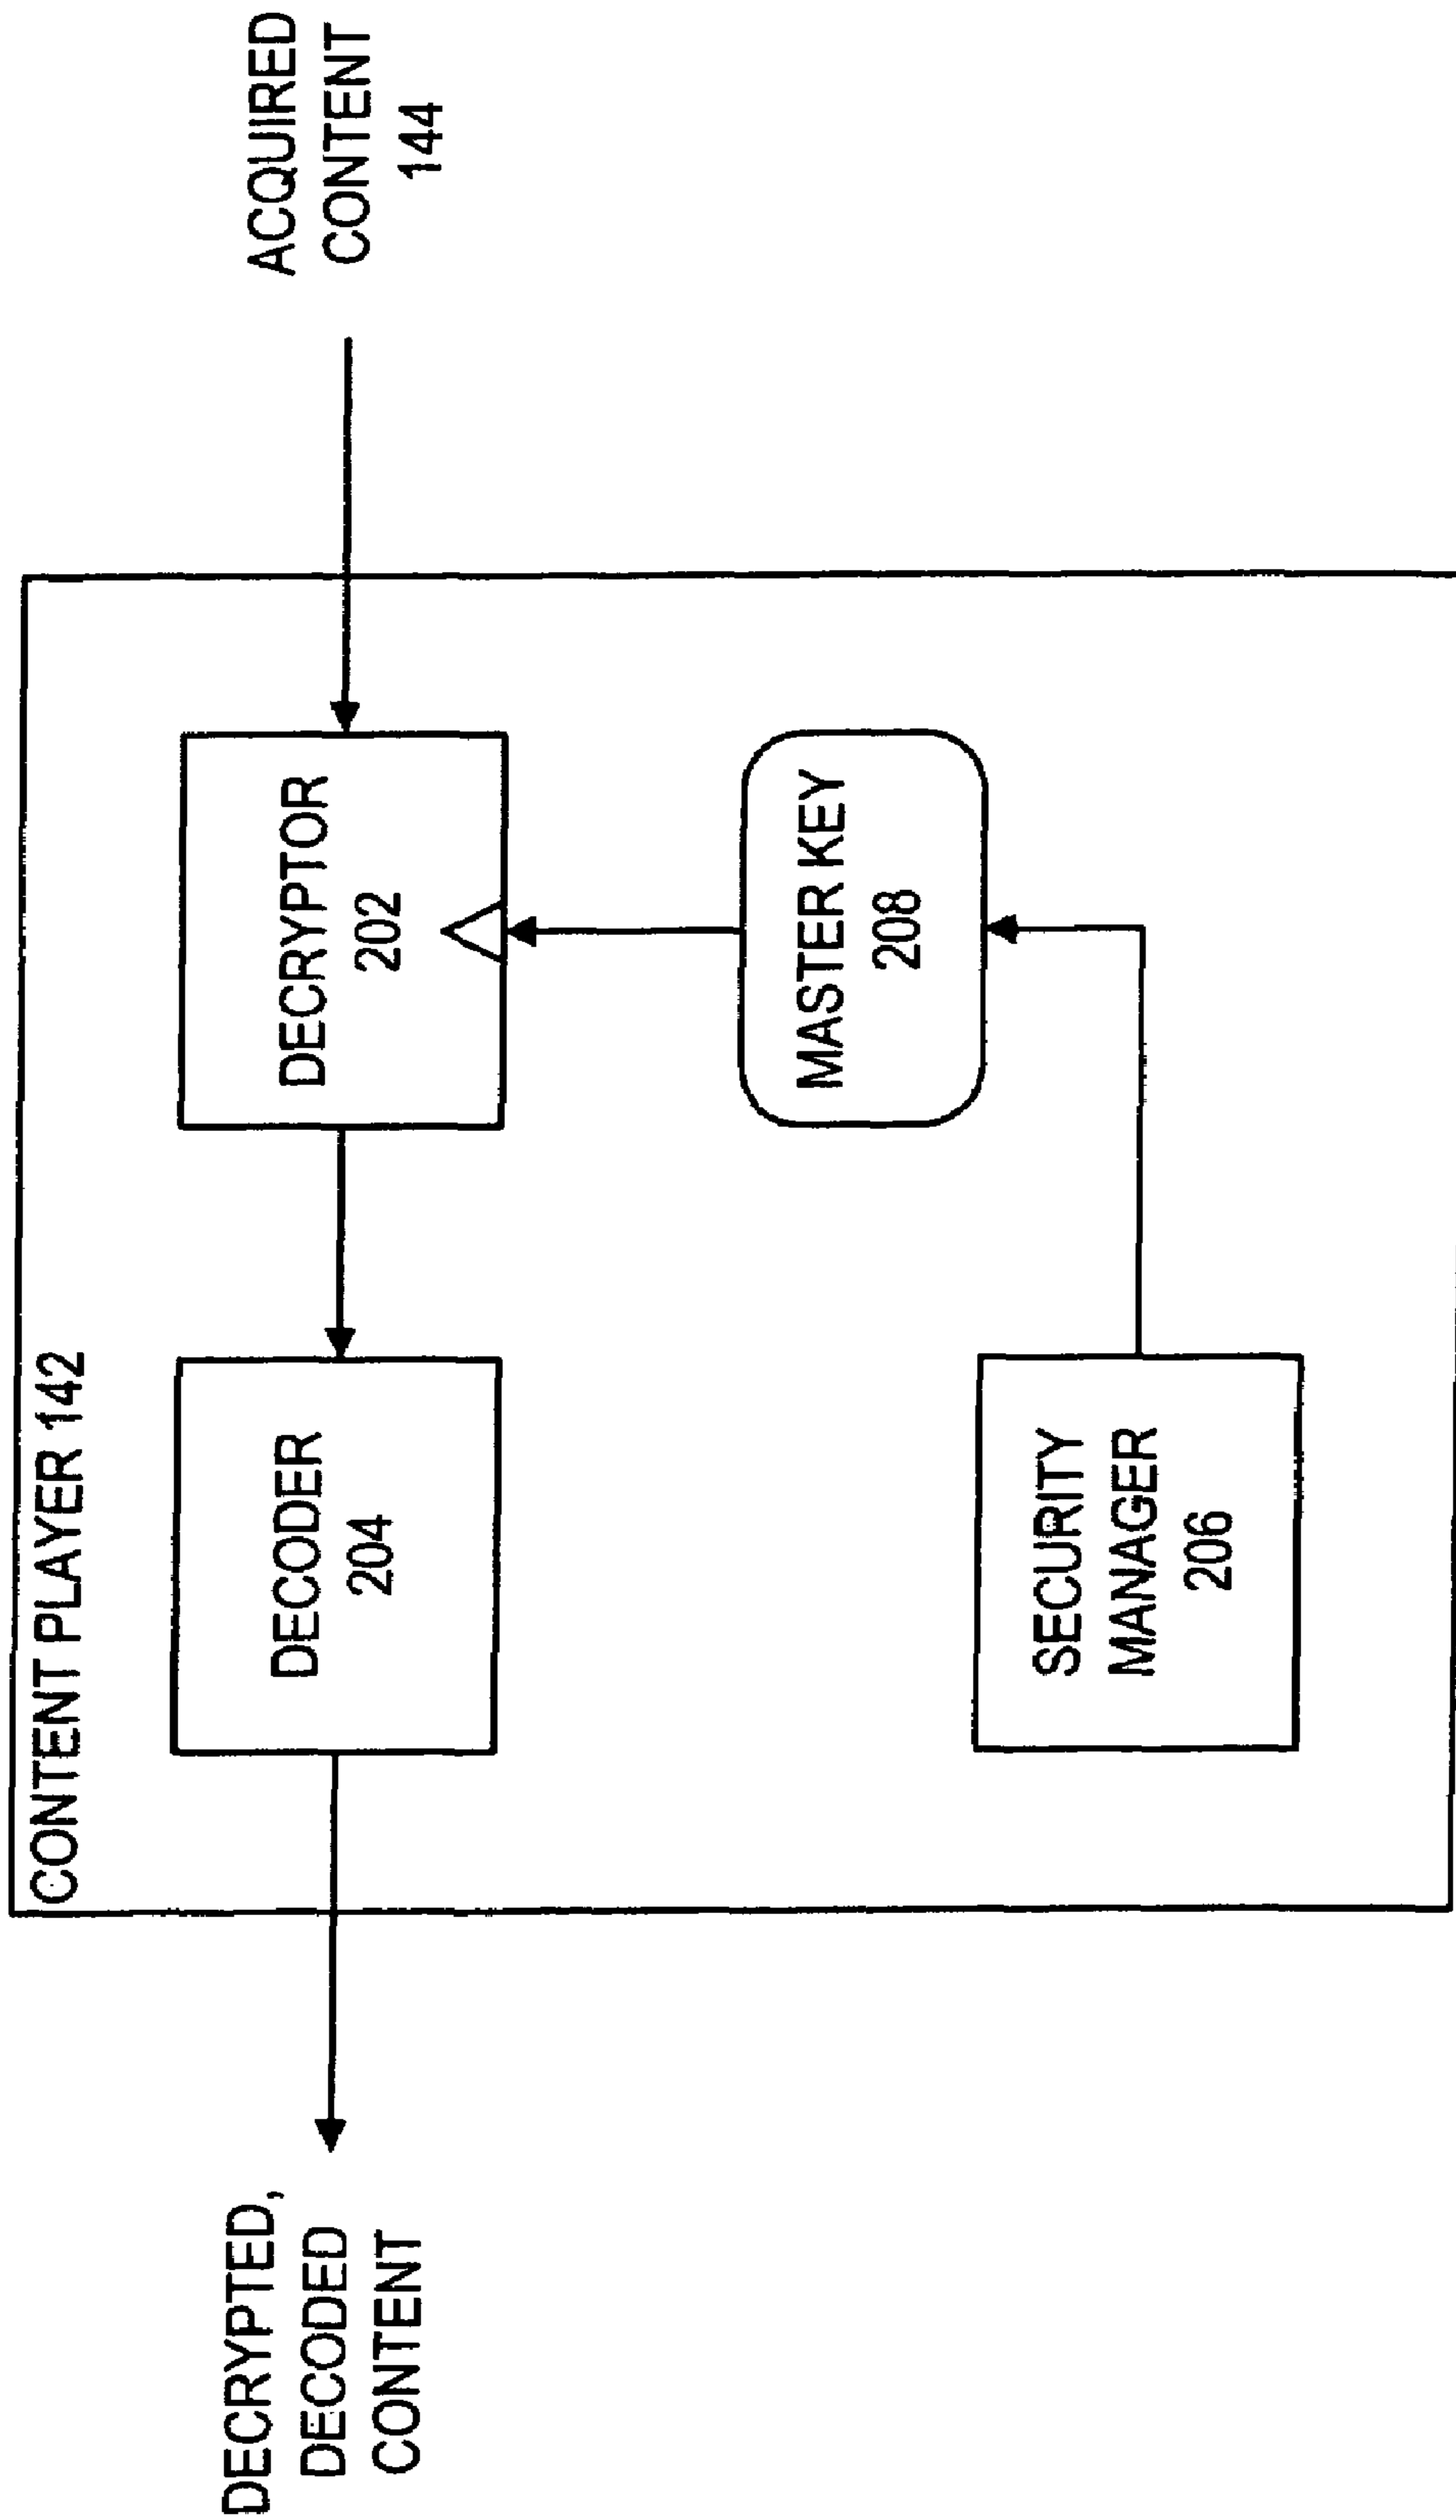 CONTENT PLAYER 142
DECRYPTED,
DECODED
CONTENT
DECODER
204
DECRYPTOR
202
ACQUIRED
CONTENT
144
MASTER KEY
208
SECURITY
MANAGER
206